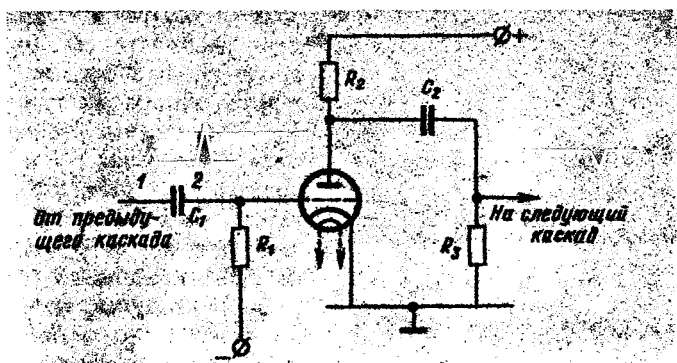 +
R₂
C₂
1 2
C₁
От предыду-
щего каскада
R₁
На следующий
каскад
R₃
−